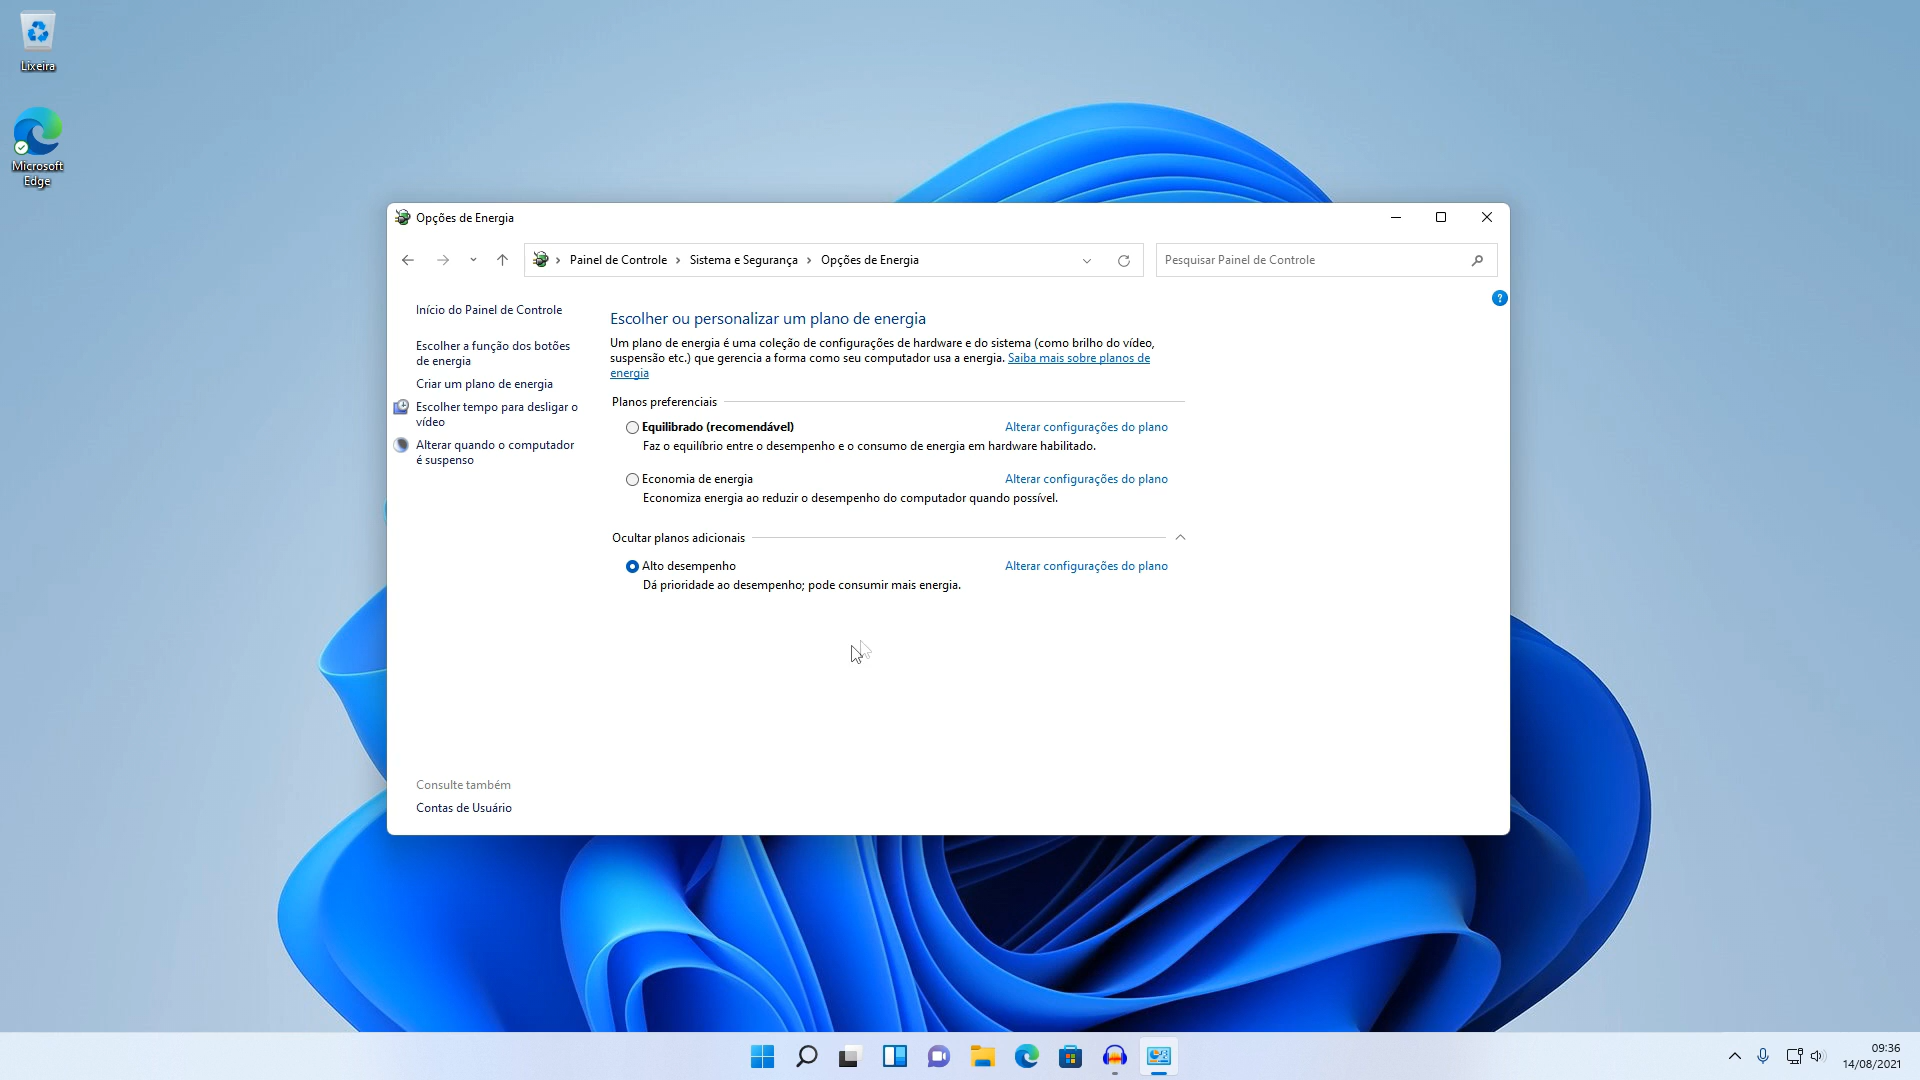 Lixeira
Microsoft
Edge
Opções de Energia
Painel de Controle
Sistema e Segurança
Opções de Energia
Pesquisar Painel de Controle
?
Início do Painel de Controle
Escolher a função dos botões
de energia
Criar um plano de energia
Escolher tempo para desligar o
vídeo
Alterar quando o computador
é suspenso
Escolher ou personalizar um plano de energia
Um plano de energia é uma coleção de configurações de hardware e do sistema (como brilho do vídeo,
suspensão etc.) que gerencia a forma como seu computador usa a energia. Saiba mais sobre planos de
energia
Planos preferenciais
Equilibrado (recomendável) Alterar configurações do plano
Faz o equilíbrio entre o desempenho e o consumo de energia em hardware habilitado.
Economia de energia Alterar configurações do plano
Economiza energia ao reduzir o desempenho do computador quando possível.
Ocultar planos adicionais
Alto desempenho Alterar configurações do plano
Dá prioridade ao desempenho; pode consumir mais energia.
Consulte também
Contas de Usuário
09:36
14/08/2021